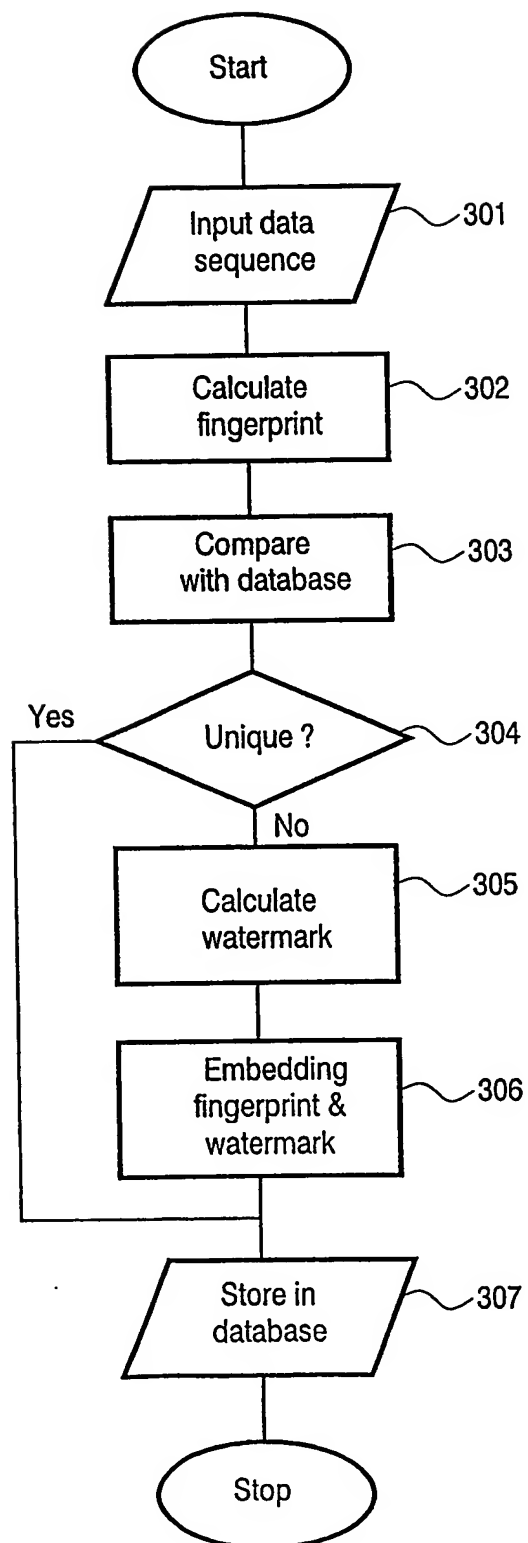 Start
Input data
sequence
301
Calculate
fingerprint
302
Compare
with database
303
Yes
Unique ?
304
No
Calculate
watermark
305
Embedding
fingerprint &
watermark
306
Store in
database
307
Stop